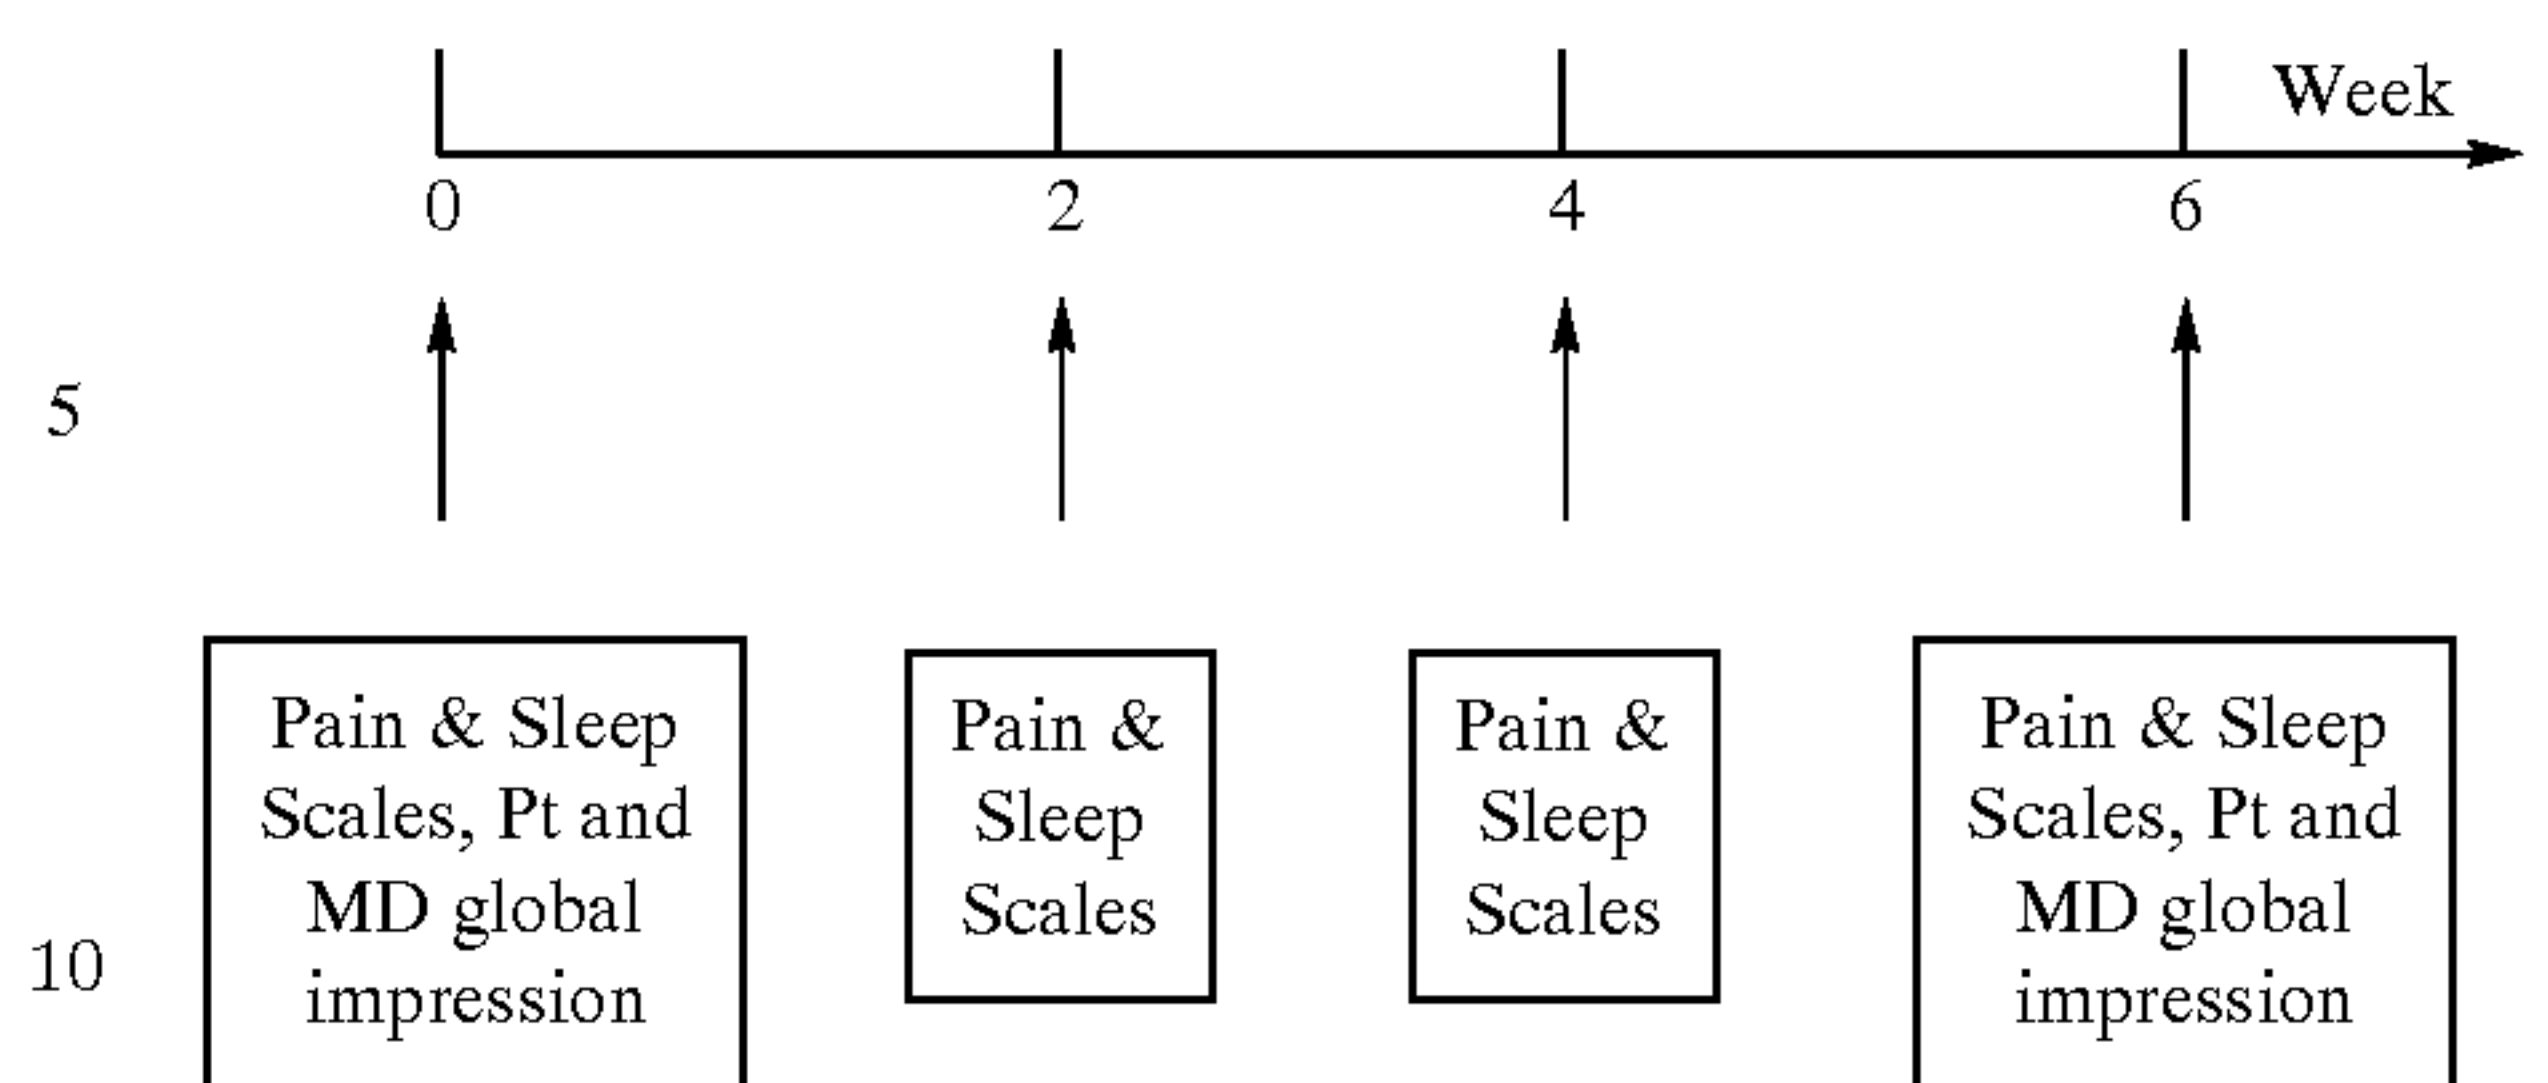 Week
0 2 4 6
5
Pain & Sleep
Scales, Pt and
MD global
impression
Pain &
Sleep
Scales
Pain &
Sleep
Scales
Pain & Sleep
Scales, Pt and
MD global
impression
10